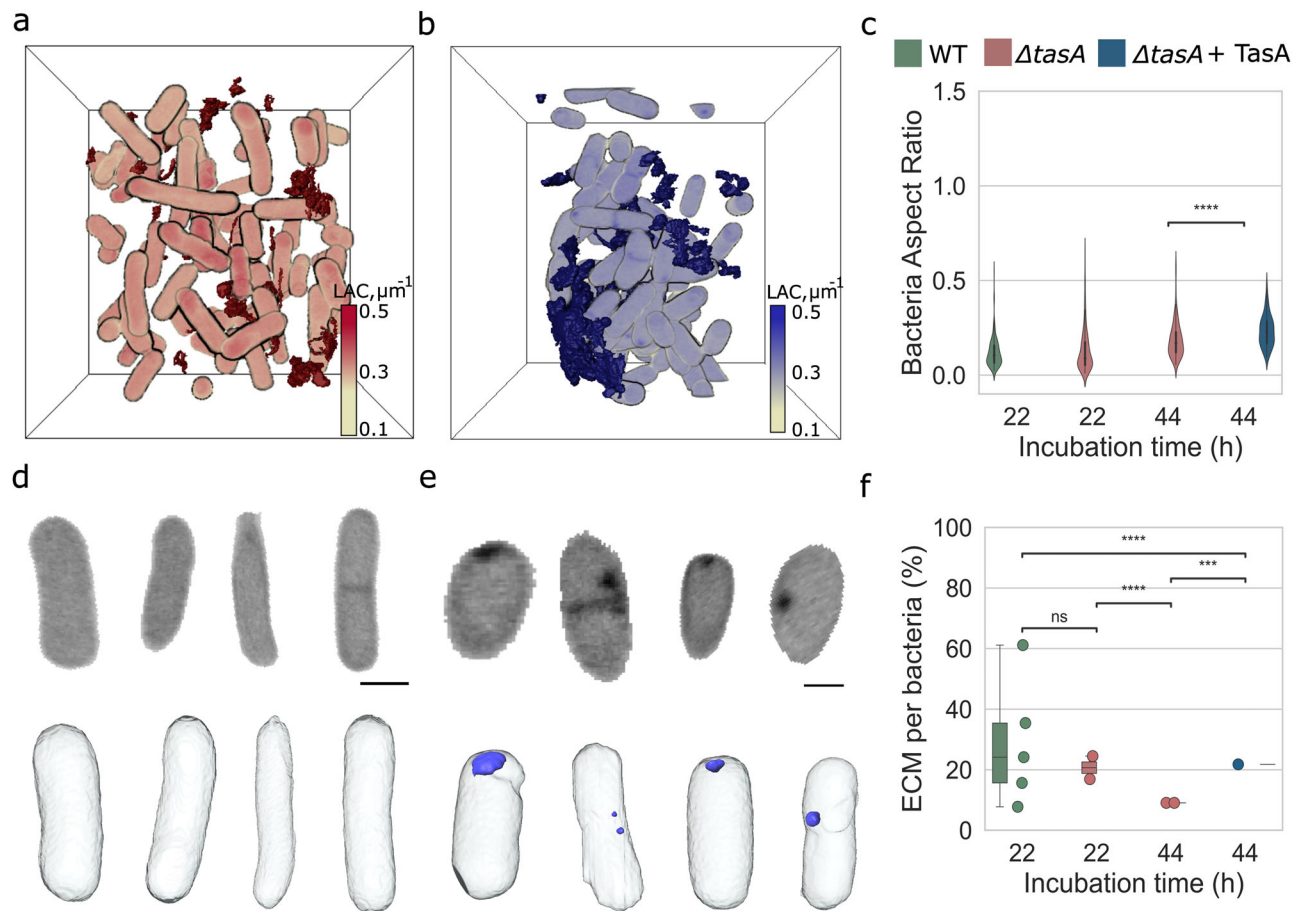 a
b
c
WT ΔtasA ΔtasA + TasA
LAC,μm⁻¹
0.5
0.3
0.1
LAC,μm⁻¹
0.5
0.3
0.1
Bacteria Aspect Ratio
1.5
1.0
0.5
0.0
****
22 22 44 44
Incubation time (h)
d
e
f
ECM per bacteria (%)
100
80
60
40
20
0
****
***
****
ns
22 22 44 44
Incubation time (h)